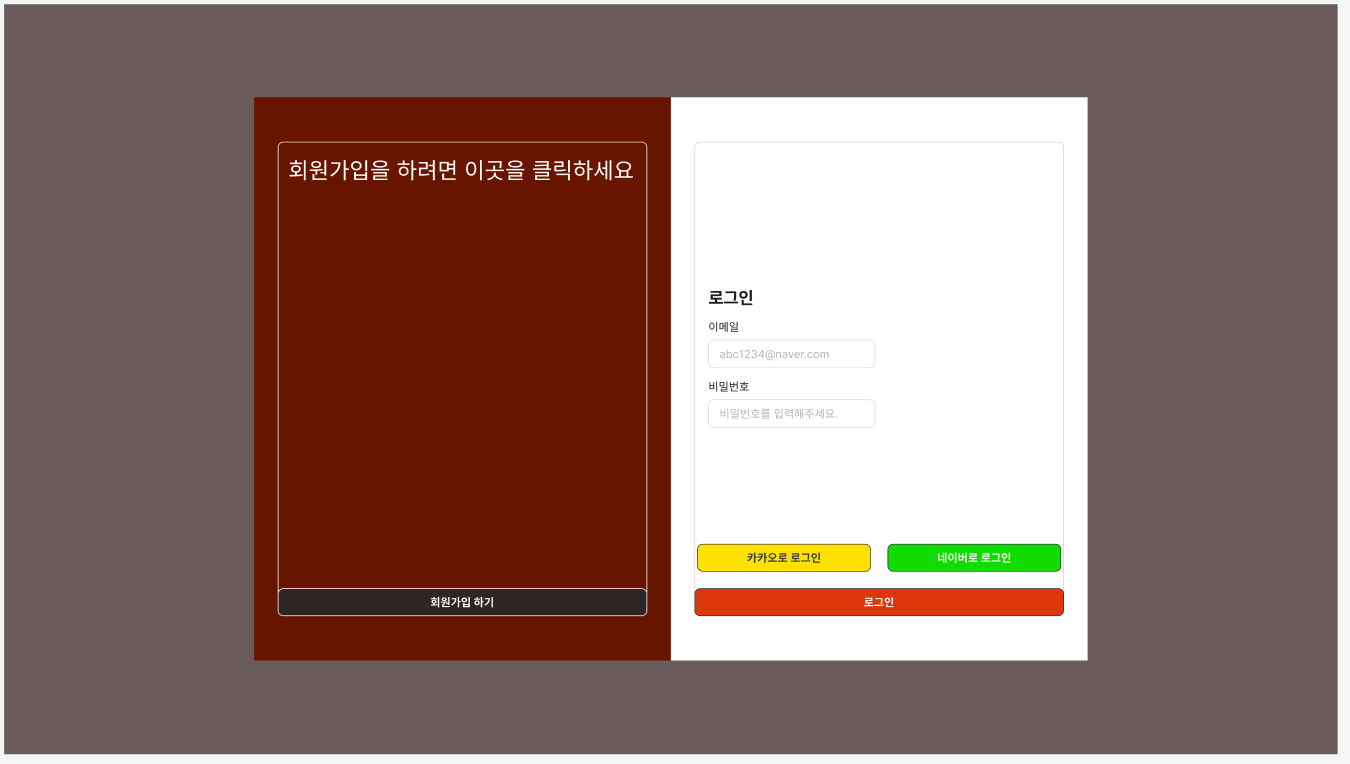 회원가입을 하려면 이곳을 클릭하세요
회원가입 하기
로그인
이메일
abc1234@naver.com
비밀번호
비밀번호를 입력해주세요.
카카오로 로그인
네이버로 로그인
로그인